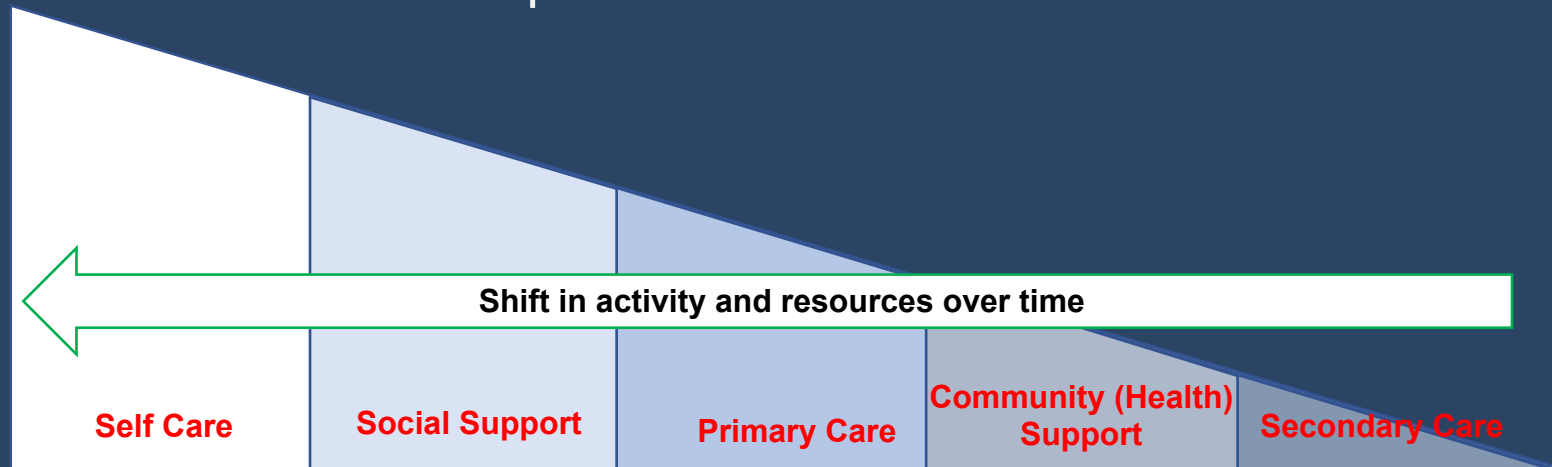 Shift in activity and resources over time
Self Care
Social Support
Primary Care
Community (Health)
Support
Secondary Care